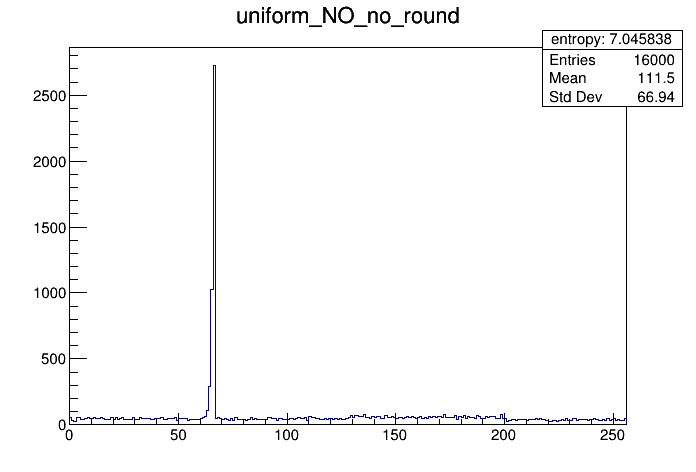 uniform_NO_no_round
entropy: 7.045838
Entries 16000
Mean 111.5
Std Dev 66.94
2500
2000
1500
1000
500
0
0 50 100 150 200 250